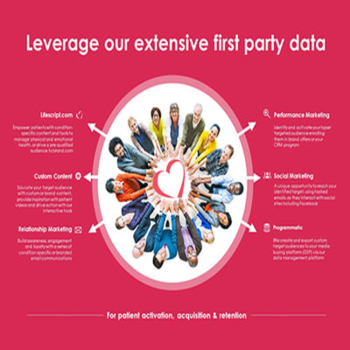 Leverage our extensive first party data
Lifescript.com
Empower patients with condition-
specific content and tools to
manage physical and emotional
health, or drive a pre qualified
audience to brand.com
Custom Content
Educate your target audience
with custom brand content,
provide inspiration with patient
videos and drive action with our
interactive tools
Relationship Marketing
Build awareness, engagement
and loyalty with a series of
condition specific or branded
email communications
Performance Marketing
Identify and activate your hyper
targeted audience enrolling
them in brand offers or your
CRM program
Social Marketing
A unique opportunity to reach your
identified target, using hashed
emails, as they interact with social
sites including Facebook
Programmatic
We create and export custom
target audiences to your media
buying platform (DSP) via our
data management platform
For patient activation, acquisition & retention